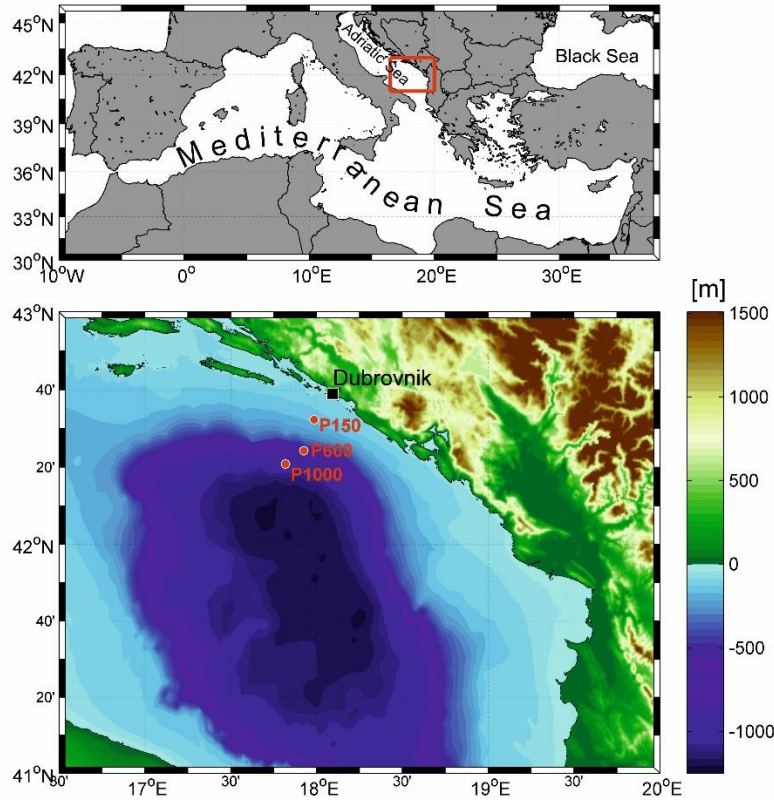 45°N
42°N
39°N
36°N
33°N
30°N
Adriatic Sea
Black Sea
Mediterranean Sea
10°W
0°
10°E
20°E
30°E
[m]
1500
1000
500
0
-500
-1000
43°N
40'
20'
42°N
40'
20'
41°N
Dubrovnik
P150
P600
P1000
30'
17°E
30'
18°E
30'
19°E
30'
20°E